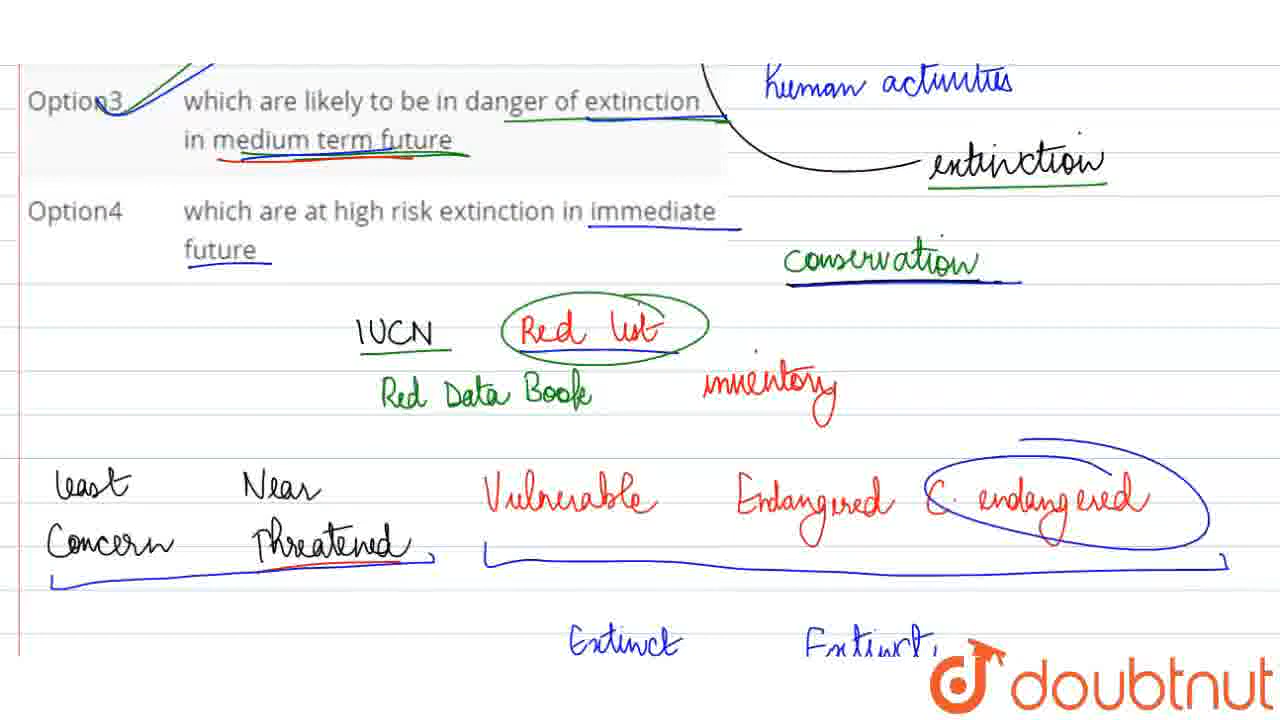 human activities
Option3 which are likely to be in danger of extinction
in medium term future
extinction
Option4 which are at high risk extinction in immediate
future
conservation
IUCN Red list
Red Data Book inventory
Least Near Vulnerable Endangered C. endangered
Concern Threatened
Extinct Extinct
doubtnut